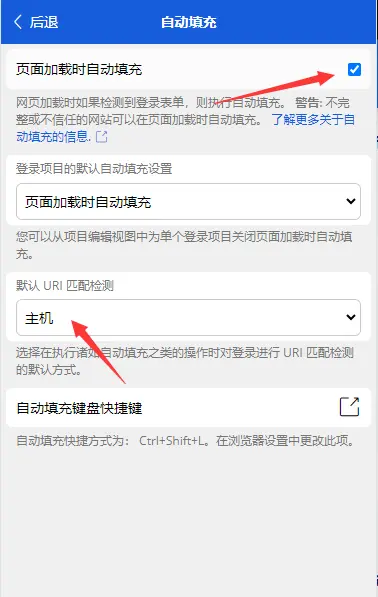 后退
自动填充
页面加载时自动填充
网页加载时如果检测到登录表单，则执行自动填充。 警告: 不完
整或不信任的网站可以在页面加载时自动填充。 了解更多关于自
动填充的信息.
登录项目的默认自动填充设置
页面加载时自动填充
您可以从项目编辑视图中为单个登录项目关闭页面加载时自动填
充。
默认 URI 匹配检测
主机
选择在执行诸如自动填充之类的操作时对登录进行 URI 匹配检测
的默认方式。
自动填充键盘快捷键
自动填充快捷方式为： Ctrl+Shift+L。在浏览器设置中更改此项。